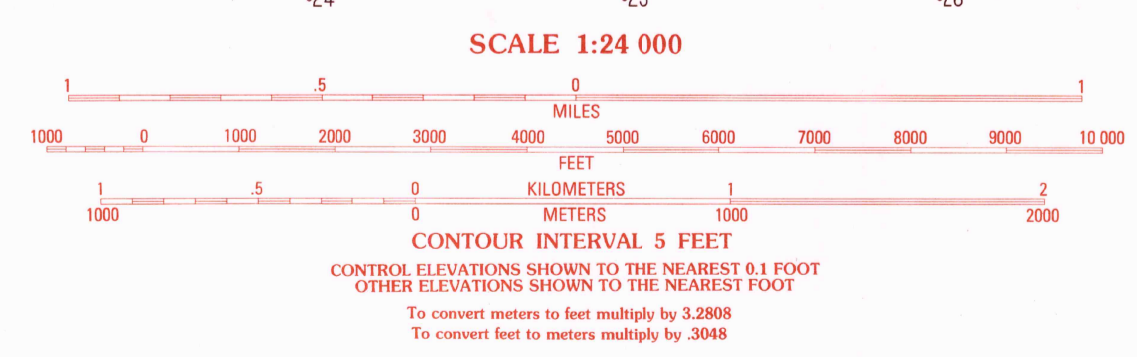 SCALE 1:24 000
1 .5 0 1
MILES
1000 0 1000 2000 3000 4000 5000 6000 7000 8000 9000 10 000
FEET
1 .5 0 KILOMETERS 1 2
1000 0 METERS 1000 2000
CONTOUR INTERVAL 5 FEET
CONTROL ELEVATIONS SHOWN TO THE NEAREST 0.1 FOOT
OTHER ELEVATIONS SHOWN TO THE NEAREST FOOT
To convert meters to feet multiply by 3.2808
To convert feet to meters multiply by .3048